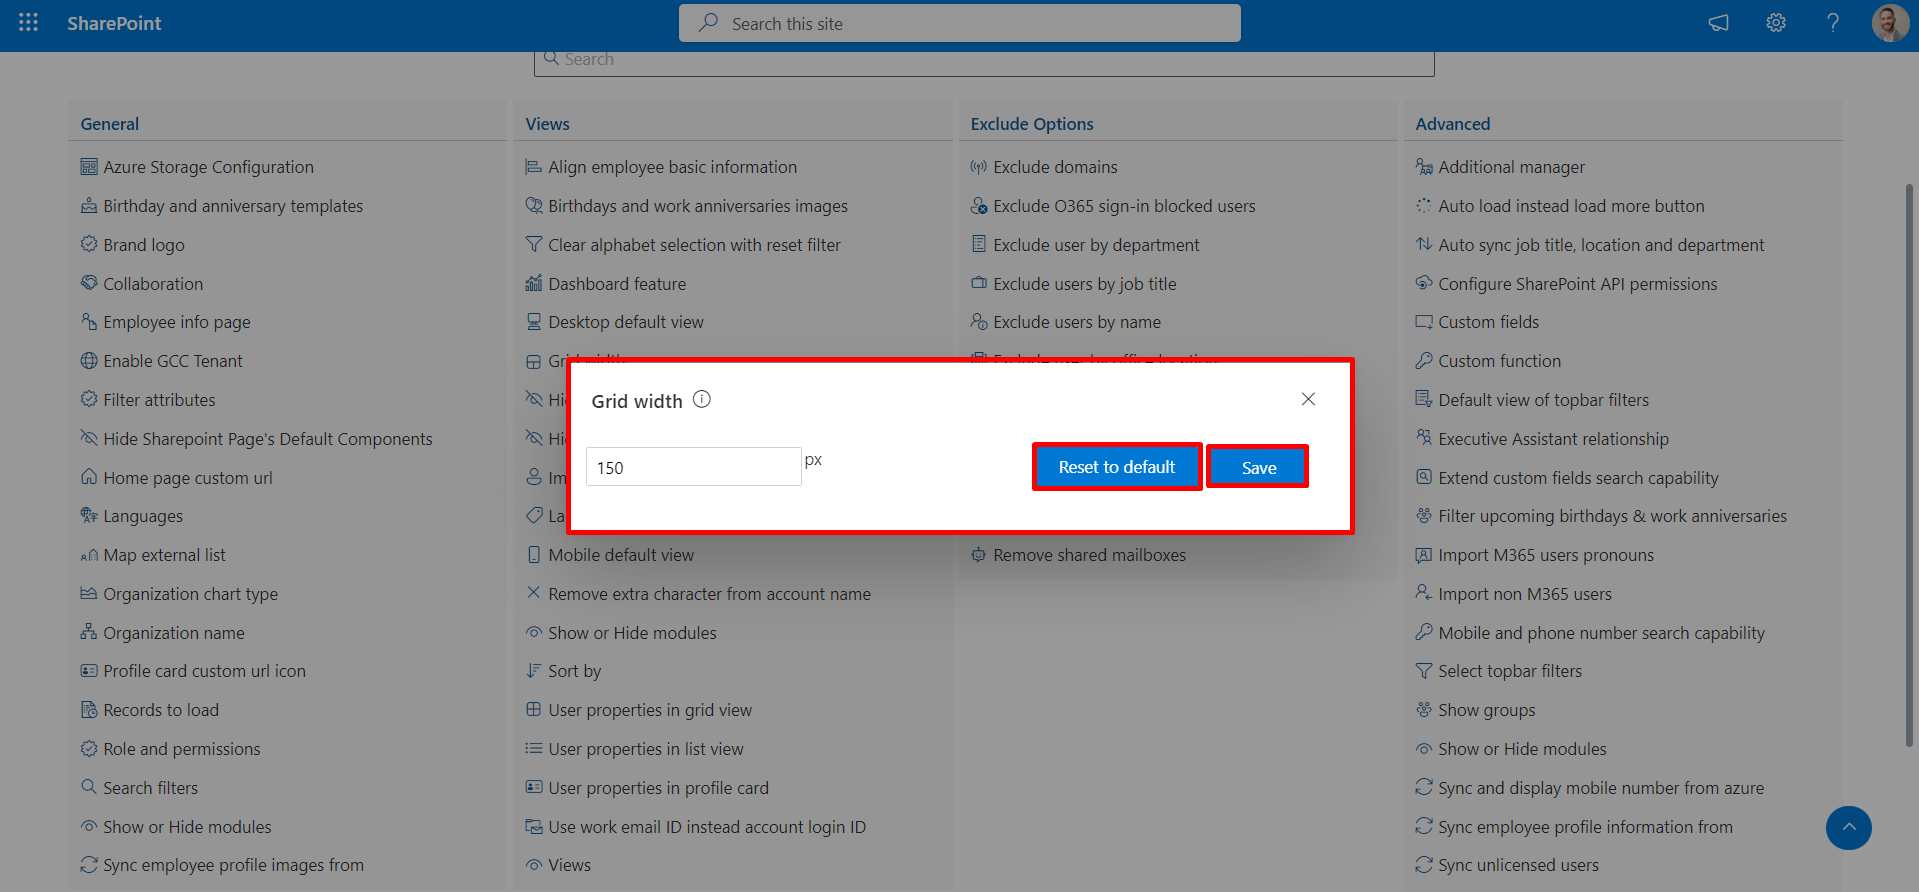 SharePoint
Search this site
Search
General
Azure Storage Configuration
Birthday and anniversary templates
Brand logo
Collaboration
Employee info page
Enable GCC Tenant
Filter attributes
Hide Sharepoint Page's Default Components
Home page custom url
Languages
Map external list
Organization chart type
Organization name
Profile card custom url icon
Records to load
Role and permissions
Search filters
Show or Hide modules
Sync employee profile images from
Views
Align employee basic information
Birthdays and work anniversaries images
Clear alphabet selection with reset filter
Dashboard feature
Desktop default view
Grid width
Mobile default view
Remove extra character from account name
Show or Hide modules
Sort by
User properties in grid view
User properties in list view
User properties in profile card
Use work email ID instead account login ID
Views
Exclude Options
Exclude domains
Exclude O365 sign-in blocked users
Exclude user by department
Exclude users by job title
Exclude users by name
Exclude user by office location
Remove shared mailboxes
Advanced
Additional manager
Auto load instead load more button
Auto sync job title, location and department
Configure SharePoint API permissions
Custom fields
Custom function
Default view of topbar filters
Executive Assistant relationship
Extend custom fields search capability
Filter upcoming birthdays & work anniversaries
Import M365 users pronouns
Import non M365 users
Mobile and phone number search capability
Select topbar filters
Show groups
Show or Hide modules
Sync and display mobile number from azure
Sync employee profile information from
Sync unlicensed users
Grid width
150 px
Reset to default
Save